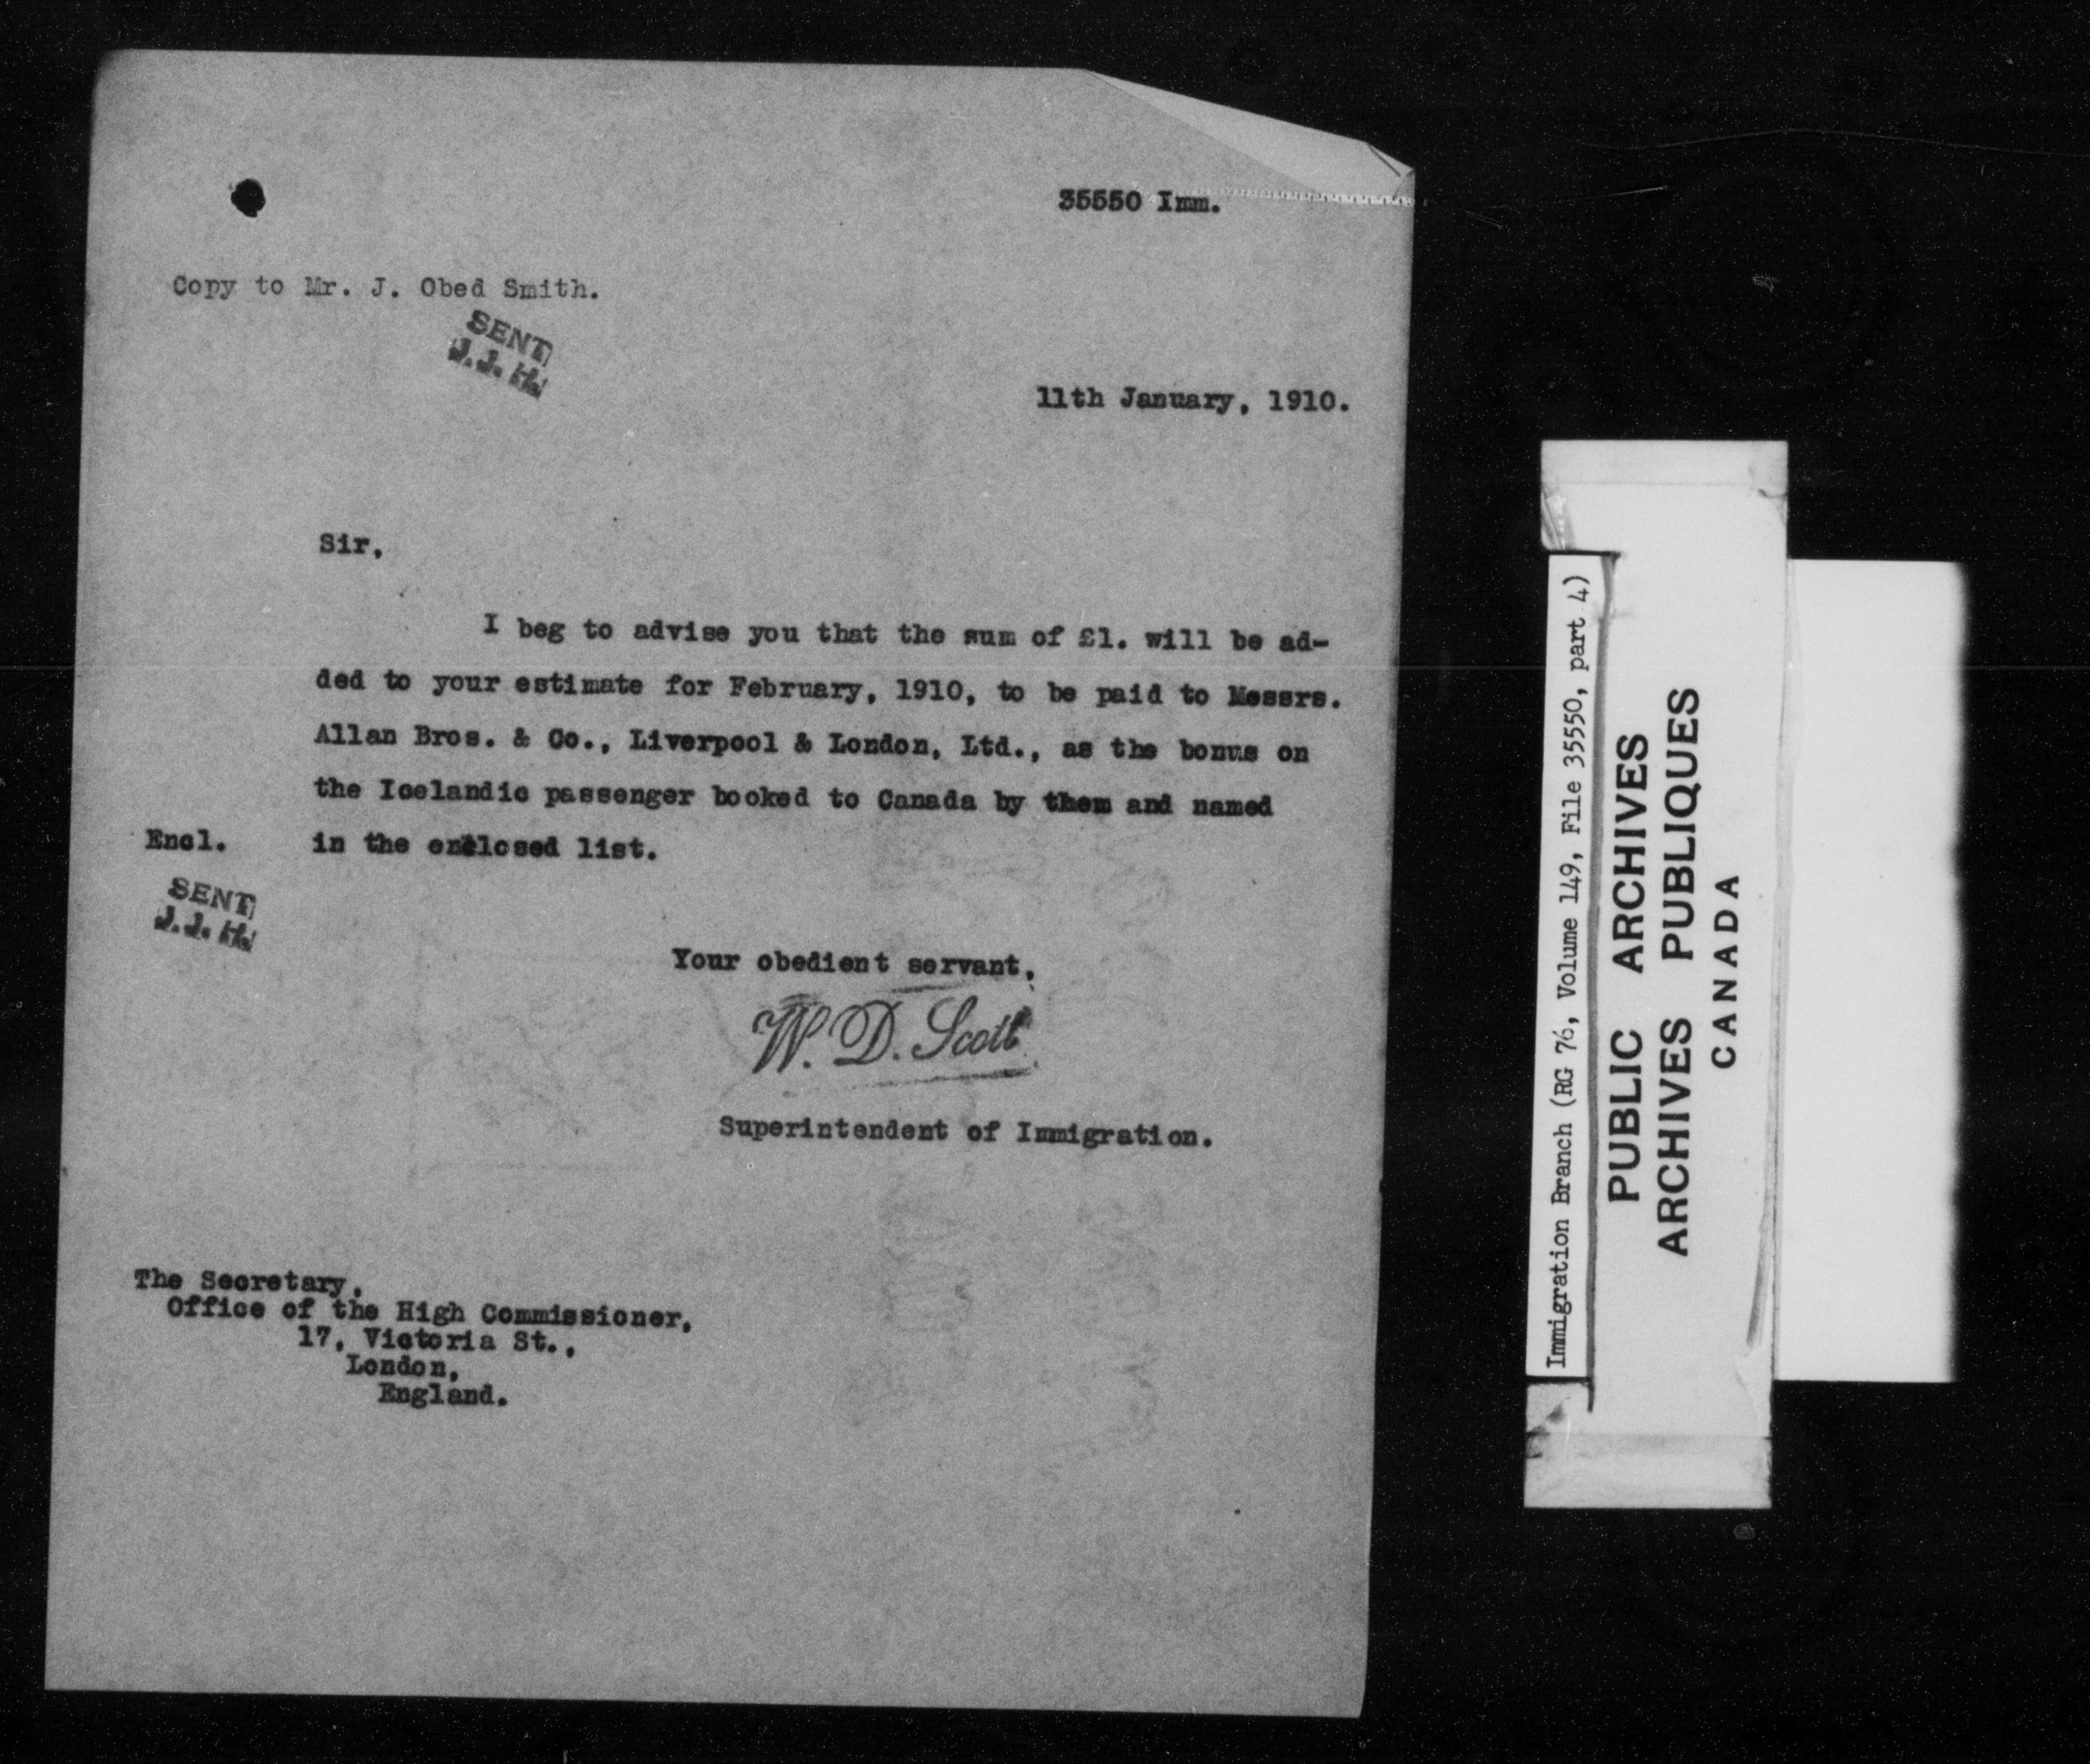 35550 Imm.
Copy to Mr. J. Obed Smith.
SENT
J.J.H.
11th January, 1910.
Sir,
I beg to advise you that the sum of £1. will be ad-
ded to your estimate for February, 1910, to be paid to Messrs.
Allan Bros. & Co., Liverpool & London, Ltd., as the bonus on
the Icelandic passenger booked to Canada by them and named
Encl. in the enclosed list.
SENT
J.J.H.
Your obedient servant,
W. D. Scott
Superintendent of Immigration.
The Secretary,
Office of the High Commissioner,
17, Victoria St.,
London,
England.
Immigration Branch (RG 76, Volume 149, File 35550, part 4)
PUBLIC ARCHIVES
ARCHIVES PUBLIQUES
CANADA